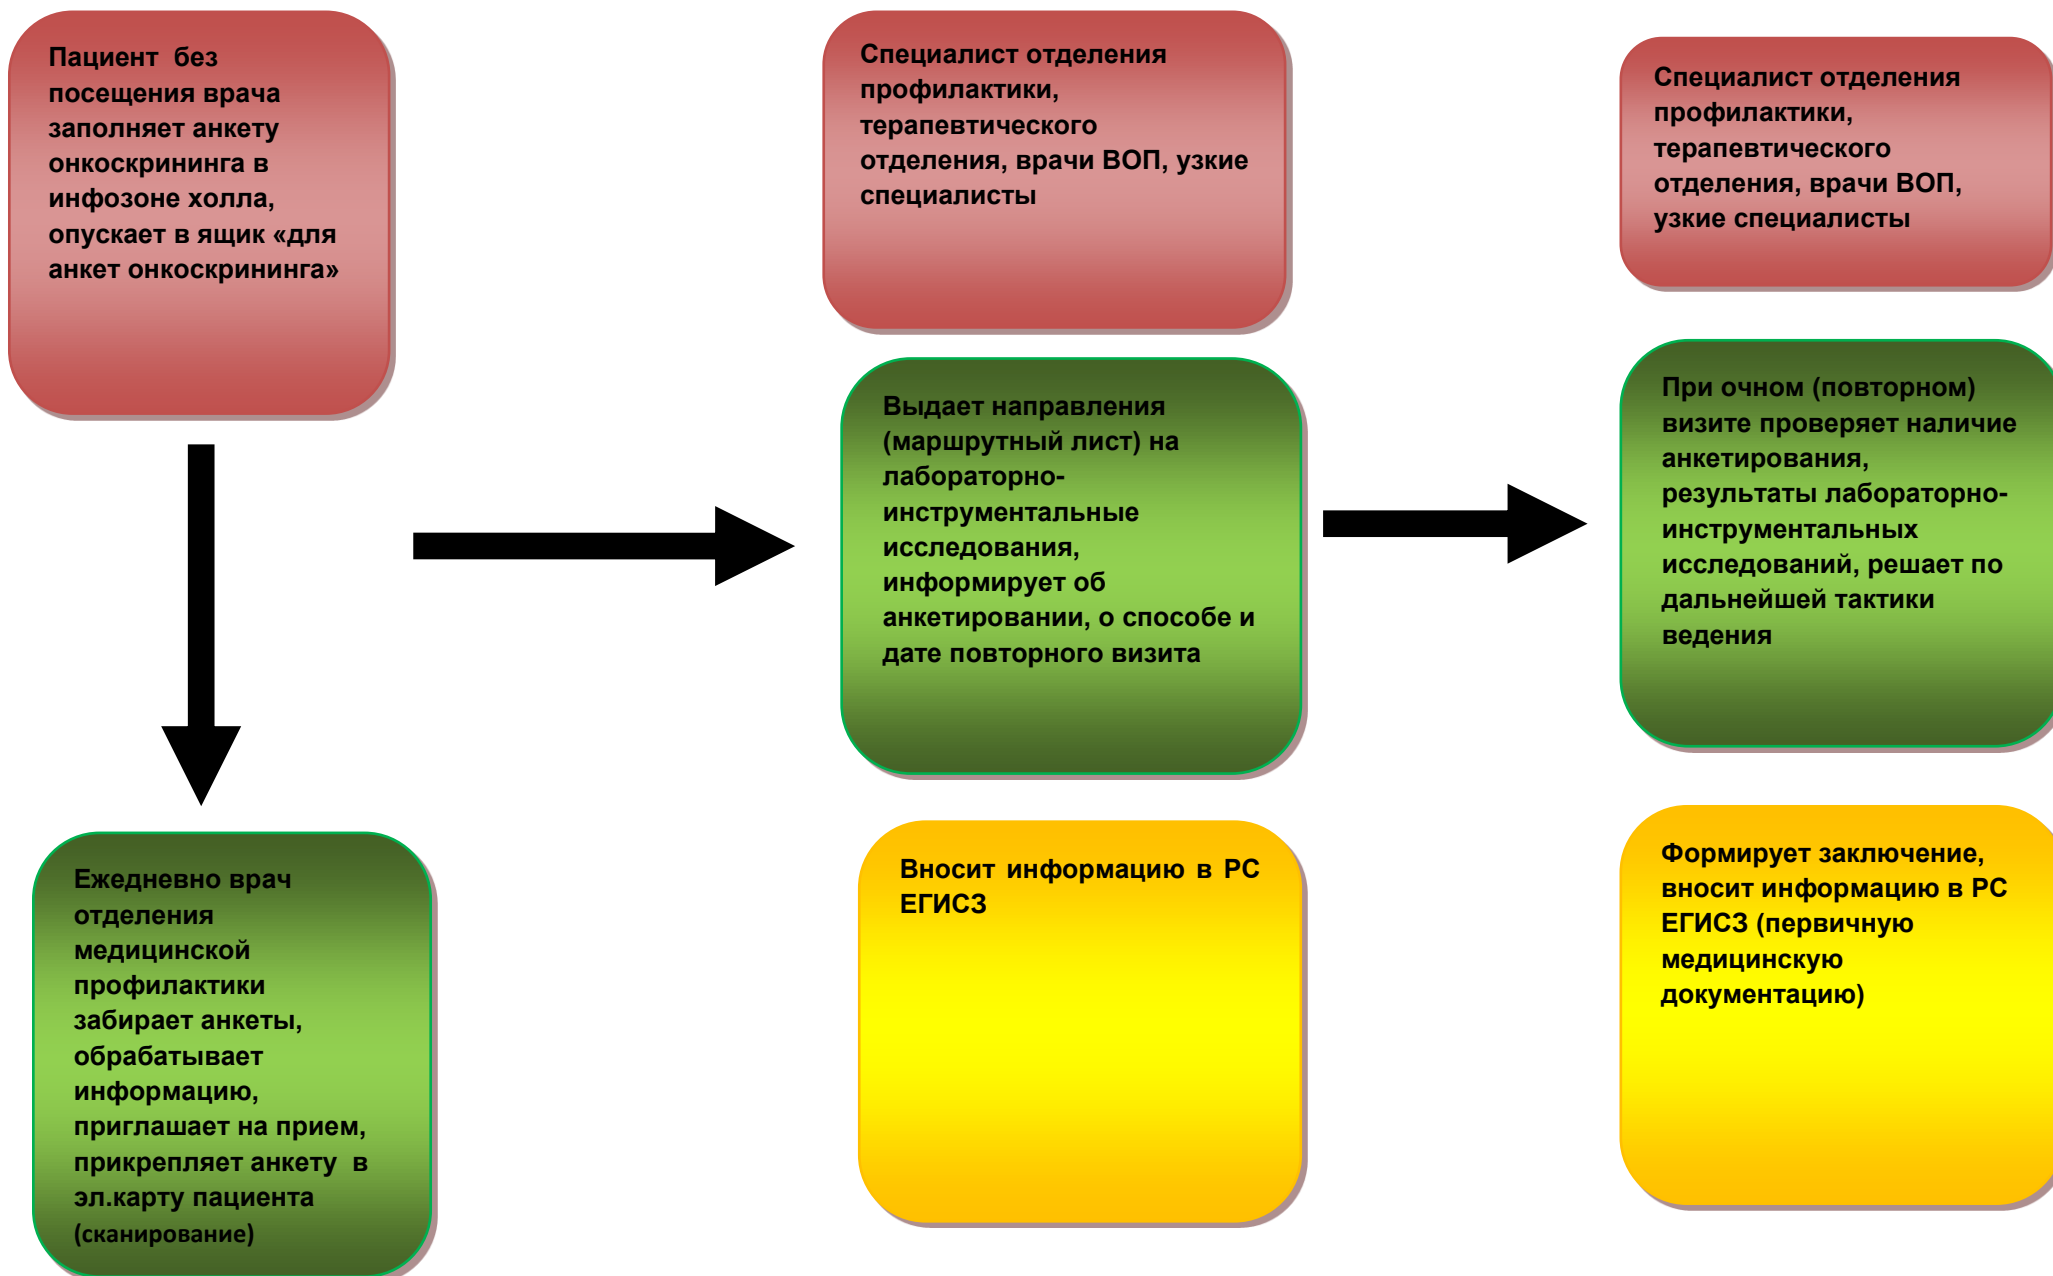 Пациент без
посещения врача
заполняет анкету
онкоскрининга в
инфозоне холла,
опускает в ящик «для
анкет онкоскрининга»
Ежедневно врач
отделения
медицинской
профилактики
забирает анкеты,
обрабатывает
информацию,
приглашает на прием,
прикрепляет анкету в
эл.карту пациента
(сканирование)
Специалист отделения
профилактики,
терапевтического
отделения, врачи ВОП, узкие
специалисты
Выдает направления
(маршрутный лист) на
лабораторно-
инструментальные
исследования,
информирует об
анкетировании, о способе и
дате повторного визита
Вносит информацию в РС
ЕГИСЗ
Специалист отделения
профилактики,
терапевтического
отделения, врачи ВОП,
узкие специалисты
При очном (повторном)
визите проверяет наличие
анкетирования,
результаты лабораторно-
инструментальных
исследований, решает по
дальнейшей тактики
ведения
Формирует заключение,
вносит информацию в РС
ЕГИСЗ (первичную
медицинскую
документацию)